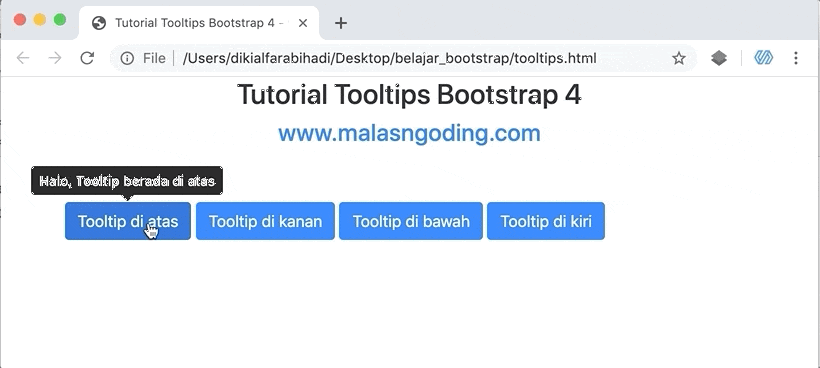 Tutorial Tooltips Bootstrap 4 -
File /Users/dikialfarabihadi/Desktop/belajar_bootstrap/tooltips.html
Tutorial Tooltips Bootstrap 4
www.malasngoding.com
Halo, Tooltip berada di atas
Tooltip di atas Tooltip di kanan Tooltip di bawah Tooltip di kiri